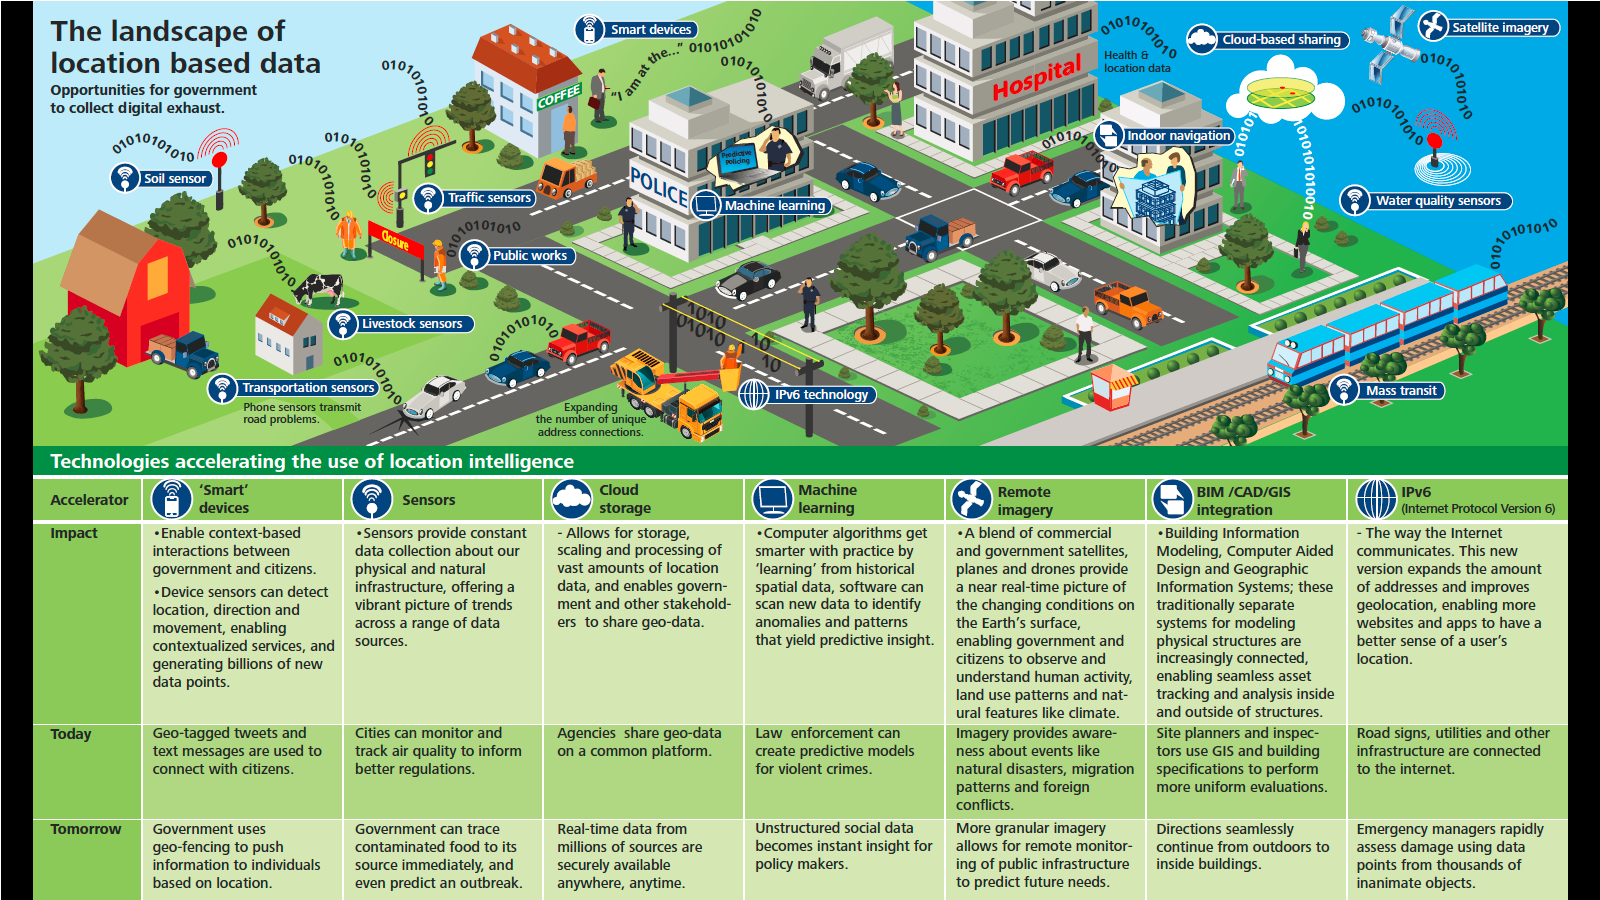 The landscape of
location based data
Opportunities for government
to collect digital exhaust.
Smart devices
"I am at the..."
01010101010
0101010101010
010101010
Health &
location data
0101010101010
Cloud-based sharing
Satellite imagery
COFFEE
Hospital
Predictive
policing
POLICE
Machine learning
Indoor navigation
Soil sensor
Traffic sensors
Closure
Public works
Water quality sensors
Livestock sensors
Transportation sensors
Phone sensors transmit
road problems.
Expanding
the number of unique
address connections.
IPv6 technology
Mass transit
Technologies accelerating the use of location intelligence
Accelerator
'Smart'
devices
Sensors
Cloud
storage
Machine
learning
Remote
imagery
BIM /CAD/GIS
integration
IPv6
(Internet Protocol Version 6)
Impact
•Enable context-based
interactions between
government and citizens.
•Device sensors can detect
location, direction and
movement, enabling
contextualized services, and
generating billions of new
data points.
•Sensors provide constant
data collection about our
physical and natural
infrastructure, offering a
vibrant picture of trends
across a range of data
sources.
- Allows for storage,
scaling and processing of
vast amounts of location
data, and enables govern-
ment and other stakehold-
ers to share geo-data.
•Computer algorithms get
smarter with practice by
'learning' from historical
spatial data, software can
scan new data to identify
anomalies and patterns
that yield predictive insight.
•A blend of commercial
and government satellites,
planes and drones provide
a near real-time picture of
the changing conditions on
the Earth's surface,
enabling government and
citizens to observe and
understand human activity,
land use patterns and nat-
ural features like climate.
•Building Information
Modeling, Computer Aided
Design and Geographic
Information Systems; these
traditionally separate
systems for modeling
physical structures are
increasingly connected,
enabling seamless asset
tracking and analysis inside
and outside of structures.
- The way the Internet
communicates. This new
version expands the amount
of addresses and improves
geolocation, enabling more
websites and apps to have a
better sense of a user's
location.
Today
Geo-tagged tweets and
text messages are used to
connect with citizens.
Cities can monitor and
track air quality to inform
better regulations.
Agencies share geo-data
on a common platform.
Law enforcement can
create predictive models
for violent crimes.
Imagery provides aware-
ness about events like
natural disasters, migration
patterns and foreign
conflicts.
Site planners and inspec-
tors use GIS and building
specifications to perform
more uniform evaluations.
Road signs, utilities and other
infrastructure are connected
to the internet.
Tomorrow
Government uses
geo-fencing to push
information to individuals
based on location.
Government can trace
contaminated food to its
source immediately, and
even predict an outbreak.
Real-time data from
millions of sources are
securely available
anywhere, anytime.
Unstructured social data
becomes instant insight for
policy makers.
More granular imagery
allows for remote monitor-
ing of public infrastructure
to predict future needs.
Directions seamlessly
continue from outdoors to
inside buildings.
Emergency managers rapidly
assess damage using data
points from thousands of
inanimate objects.